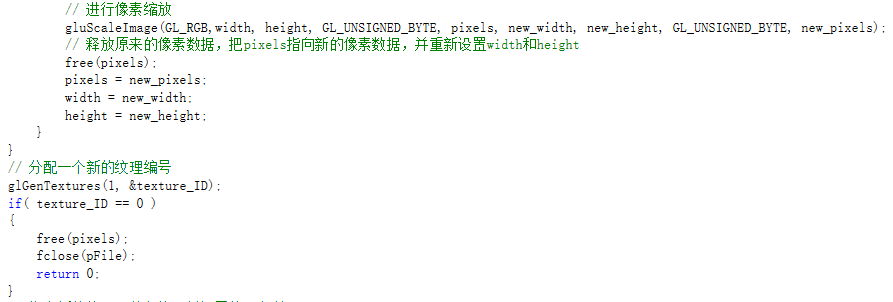 // 进行像素缩放
gluScaleImage(GL_RGB,width, height, GL_UNSIGNED_BYTE, pixels, new_width, new_height, GL_UNSIGNED_BYTE, new_pixels);
// 释放原来的像素数据，把pixels指向新的像素数据，并重新设置width和height
free(pixels);
pixels = new_pixels;
width = new_width;
height = new_height;
}
}
// 分配一个新的纹理编号
glGenTextures(1, &texture_ID);
if( texture_ID == 0 )
{
free(pixels);
fclose(pFile);
return 0;
}